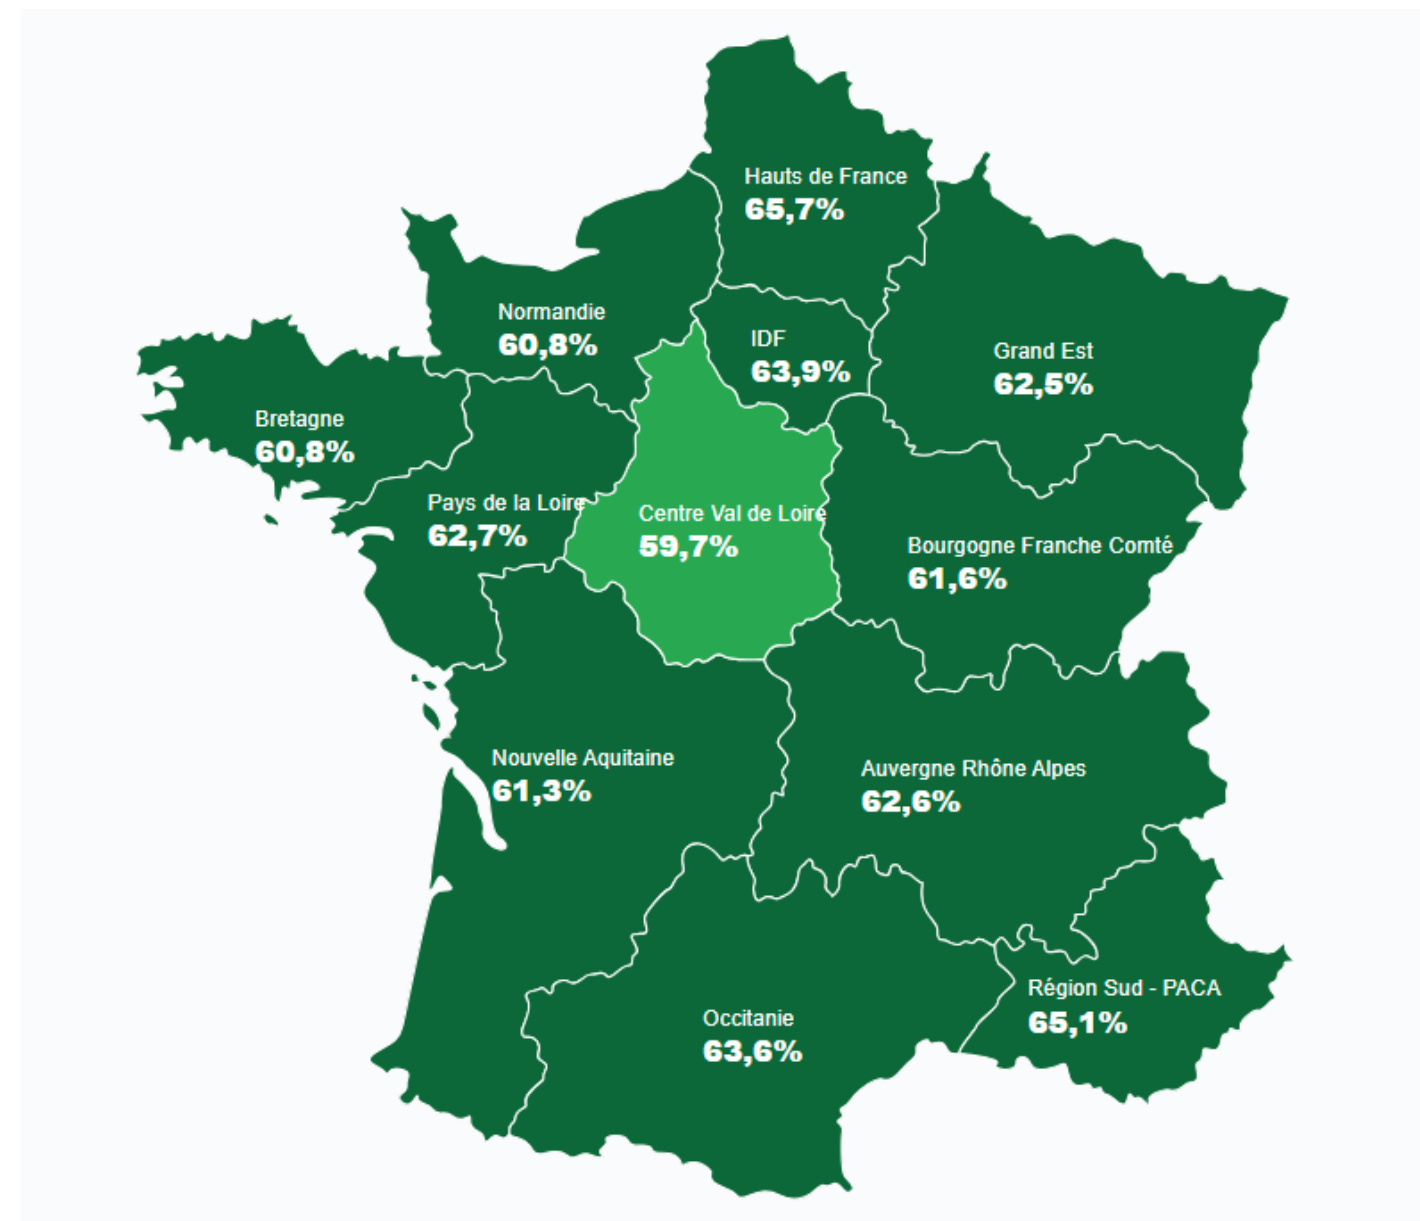 Hauts de France
65,7%
Normandie
60,8%
IDF
63,9%
Grand Est
62,5%
Bretagne
60,8%
Pays de la Loire
62,7%
Centre Val de Loire
59,7%
Bourgogne Franche Comté
61,6%
Nouvelle Aquitaine
61,3%
Auvergne Rhône Alpes
62,6%
Région Sud - PACA
65,1%
Occitanie
63,6%